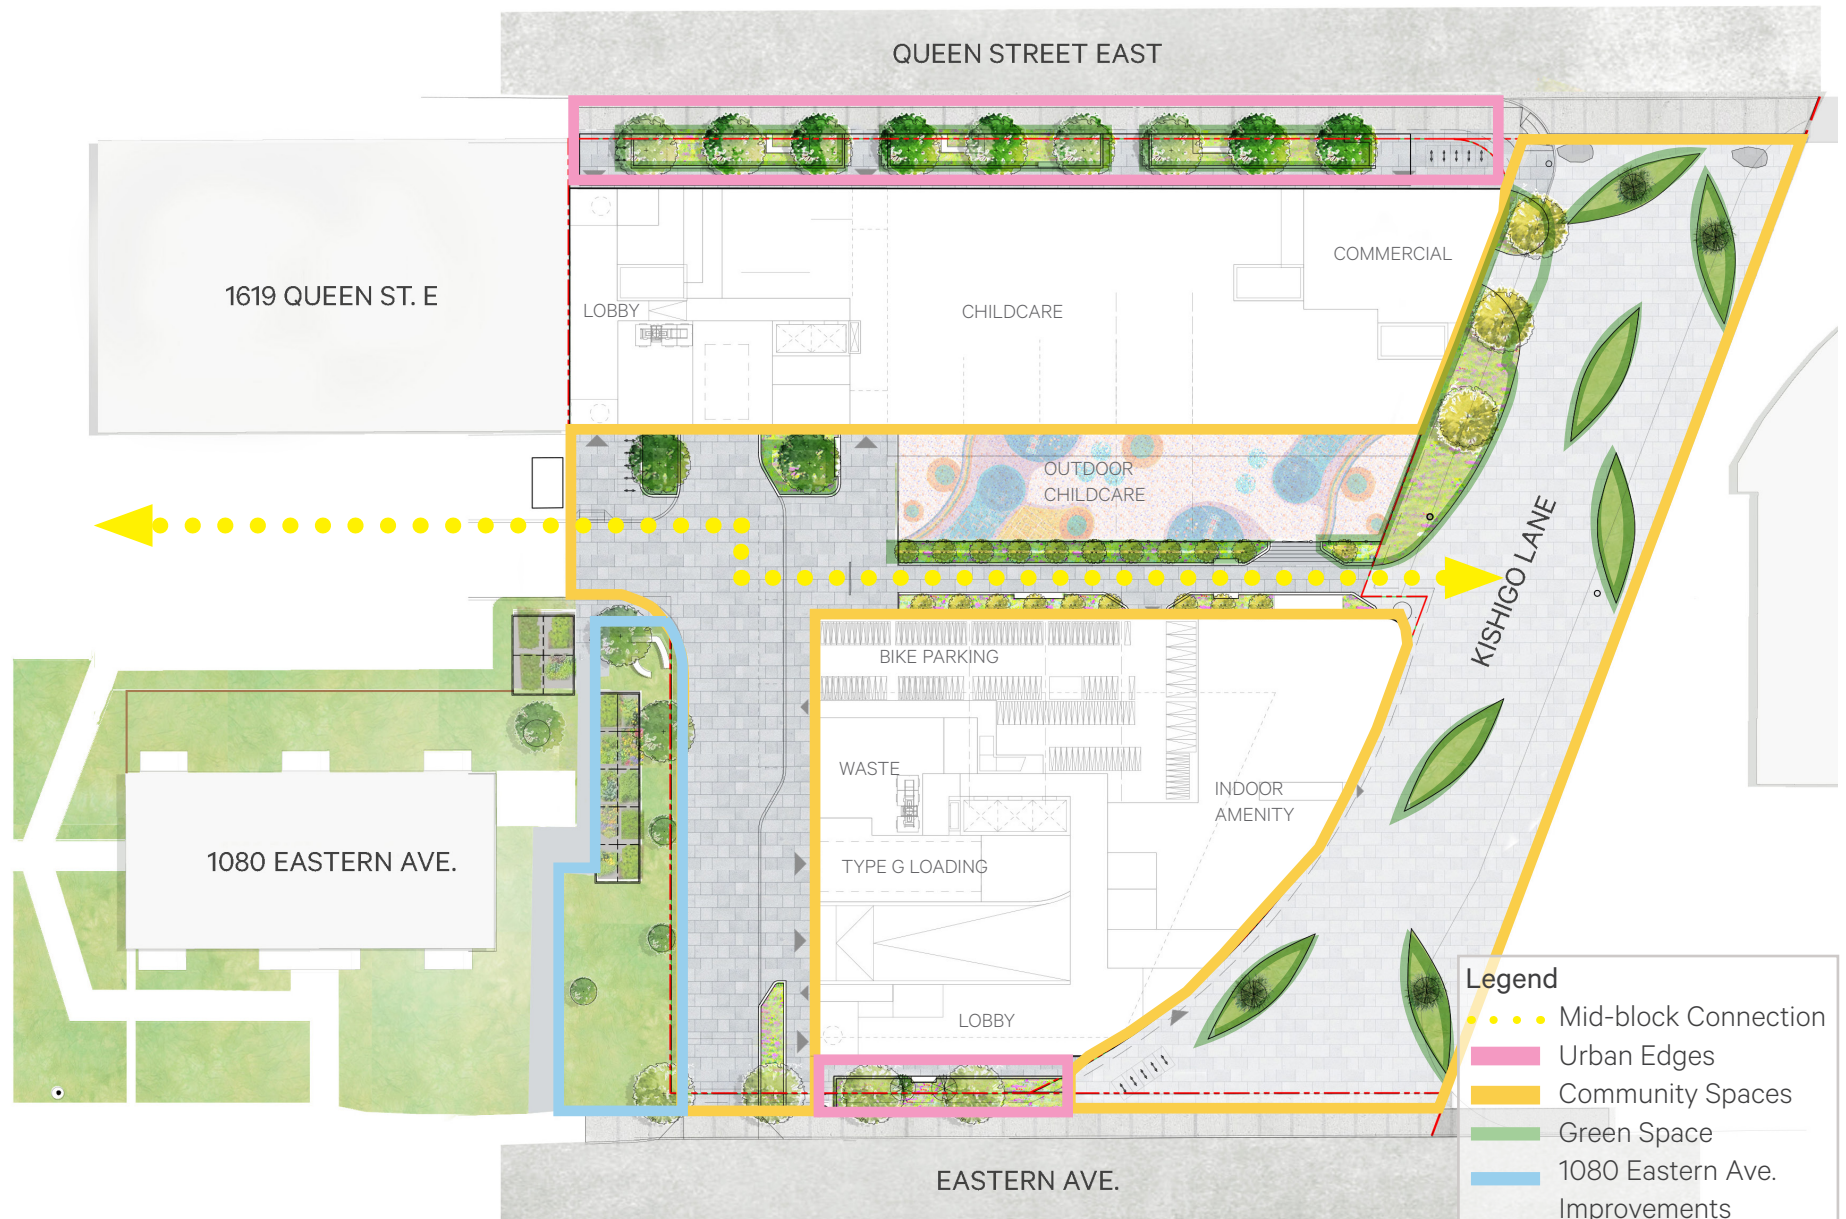 QUEEN STREET EAST
1619 QUEEN ST. E
LOBBY
CHILDCARE
COMMERCIAL
OUTDOOR
CHILDCARE
KISHIGO LANE
BIKE PARKING
WASTE
INDOOR
AMENITY
TYPE G LOADING
1080 EASTERN AVE.
LOBBY
EASTERN AVE.
Legend
Mid-block Connection
Urban Edges
Community Spaces
Green Space
1080 Eastern Ave.
Improvements